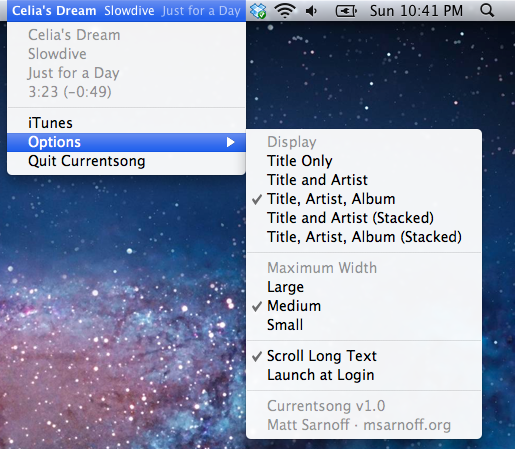 Celia's Dream Slowdive Just for a Day Sun 10:41 PM
Celia's Dream
Slowdive
Just for a Day
3:23 (-0:49)
iTunes
Options
Quit Currentsong
Display
Title Only
Title and Artist
Title, Artist, Album
Title and Artist (Stacked)
Title, Artist, Album (Stacked)
Maximum Width
Large
Medium
Small
Scroll Long Text
Launch at Login
Currentsong v1.0
Matt Sarnoff · msarnoff.org